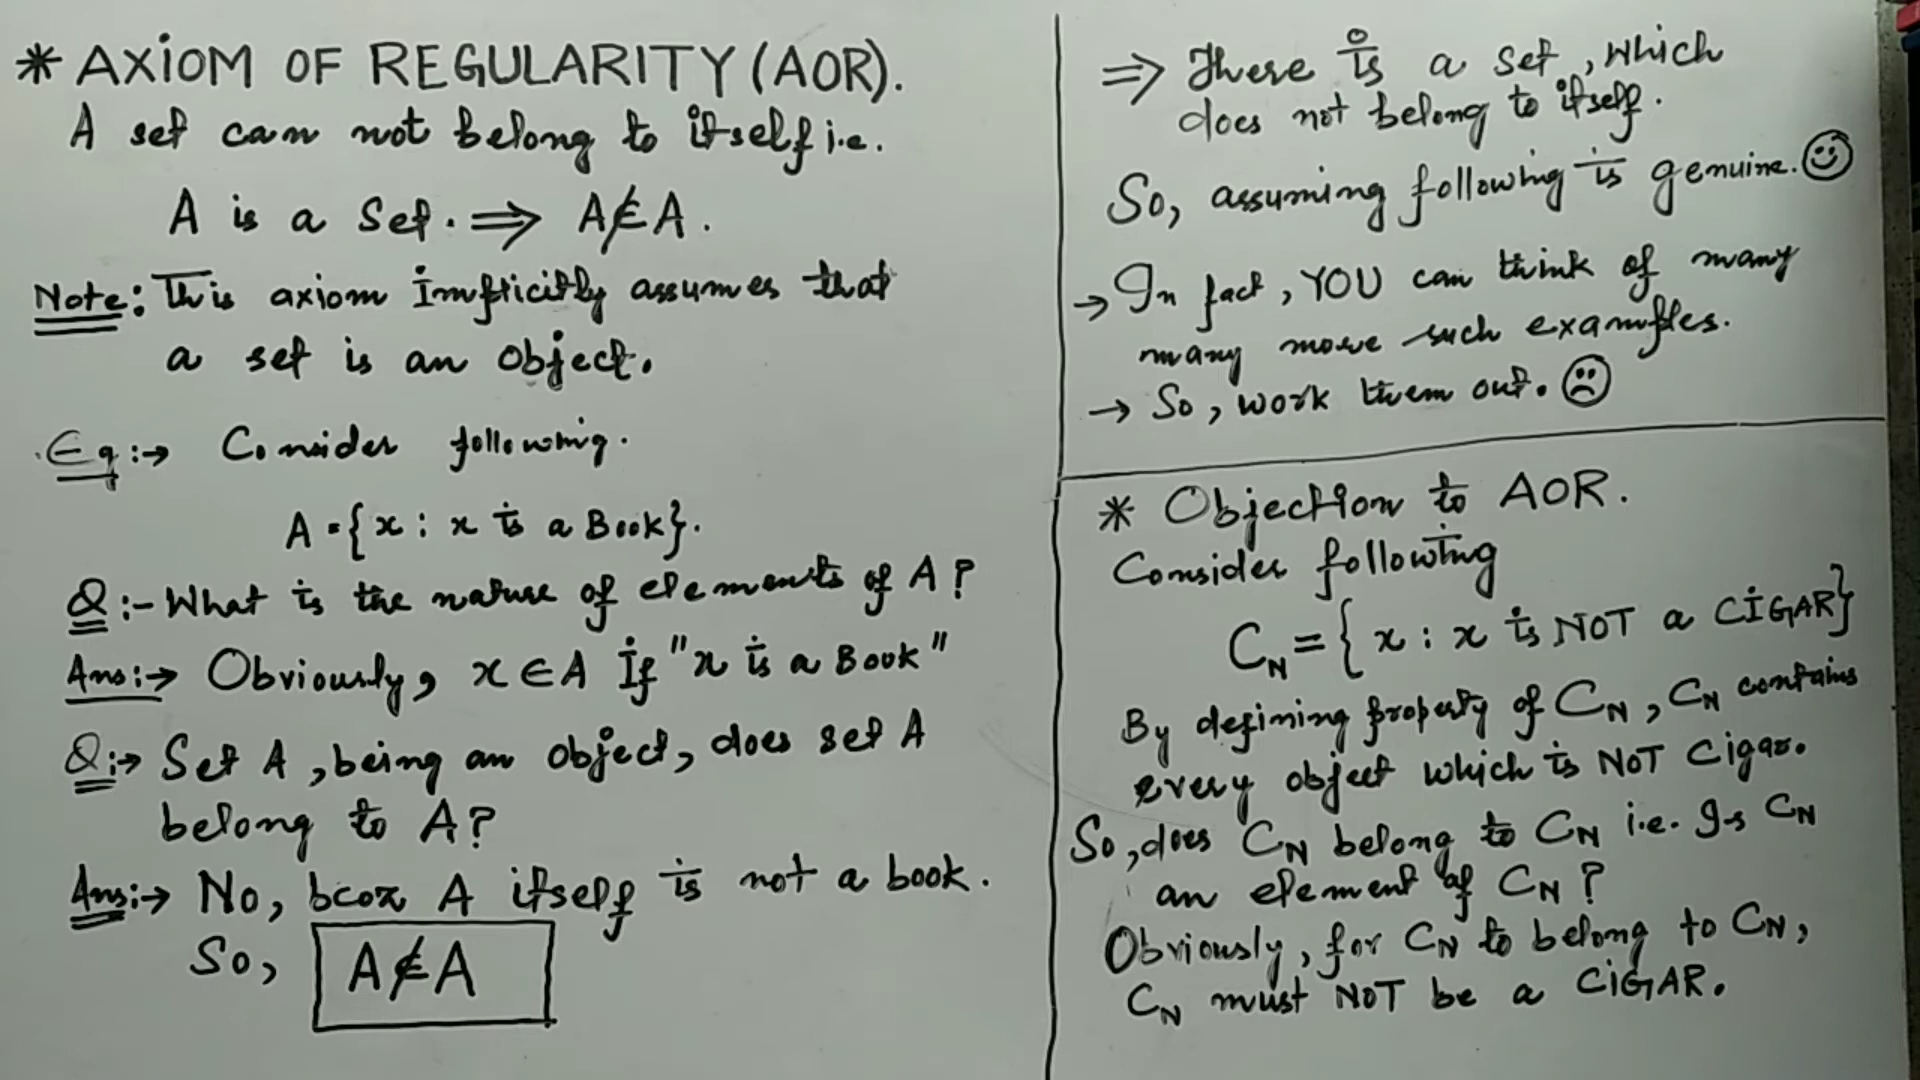 * AXIOM OF REGULARITY (AOR).
A set can not belong to itself i.e.
A is a Set. ⇒ A∉A.
Note: This axiom Implicitly assumes that
a set is an object.
Eg :→ Consider following.
A = {x : x is a Book}.
Q :- What is the nature of elements of A?
Ans :→ Obviously, x ∈ A If "x is a Book"
Q :→ Set A, being an object, does set A
belong to A?
Ans :→ No, bcoz A itself is not a book.
So, A∉A
⇒ There is a set, which
does not belong to itself.
So, assuming following is genuine. ☺
→ In fact, YOU can think of many
many more such examples.
→ So, work them out. ☹
* Objection to AOR.
Consider following
C_N = {x : x is NOT a CIGAR}
By defining property of C_N, C_N contains
every object which is NOT Cigar.
So, does C_N belong to C_N i.e. Is C_N
an element of C_N?
Obviously, for C_N to belong to C_N,
C_N must NOT be a CIGAR.